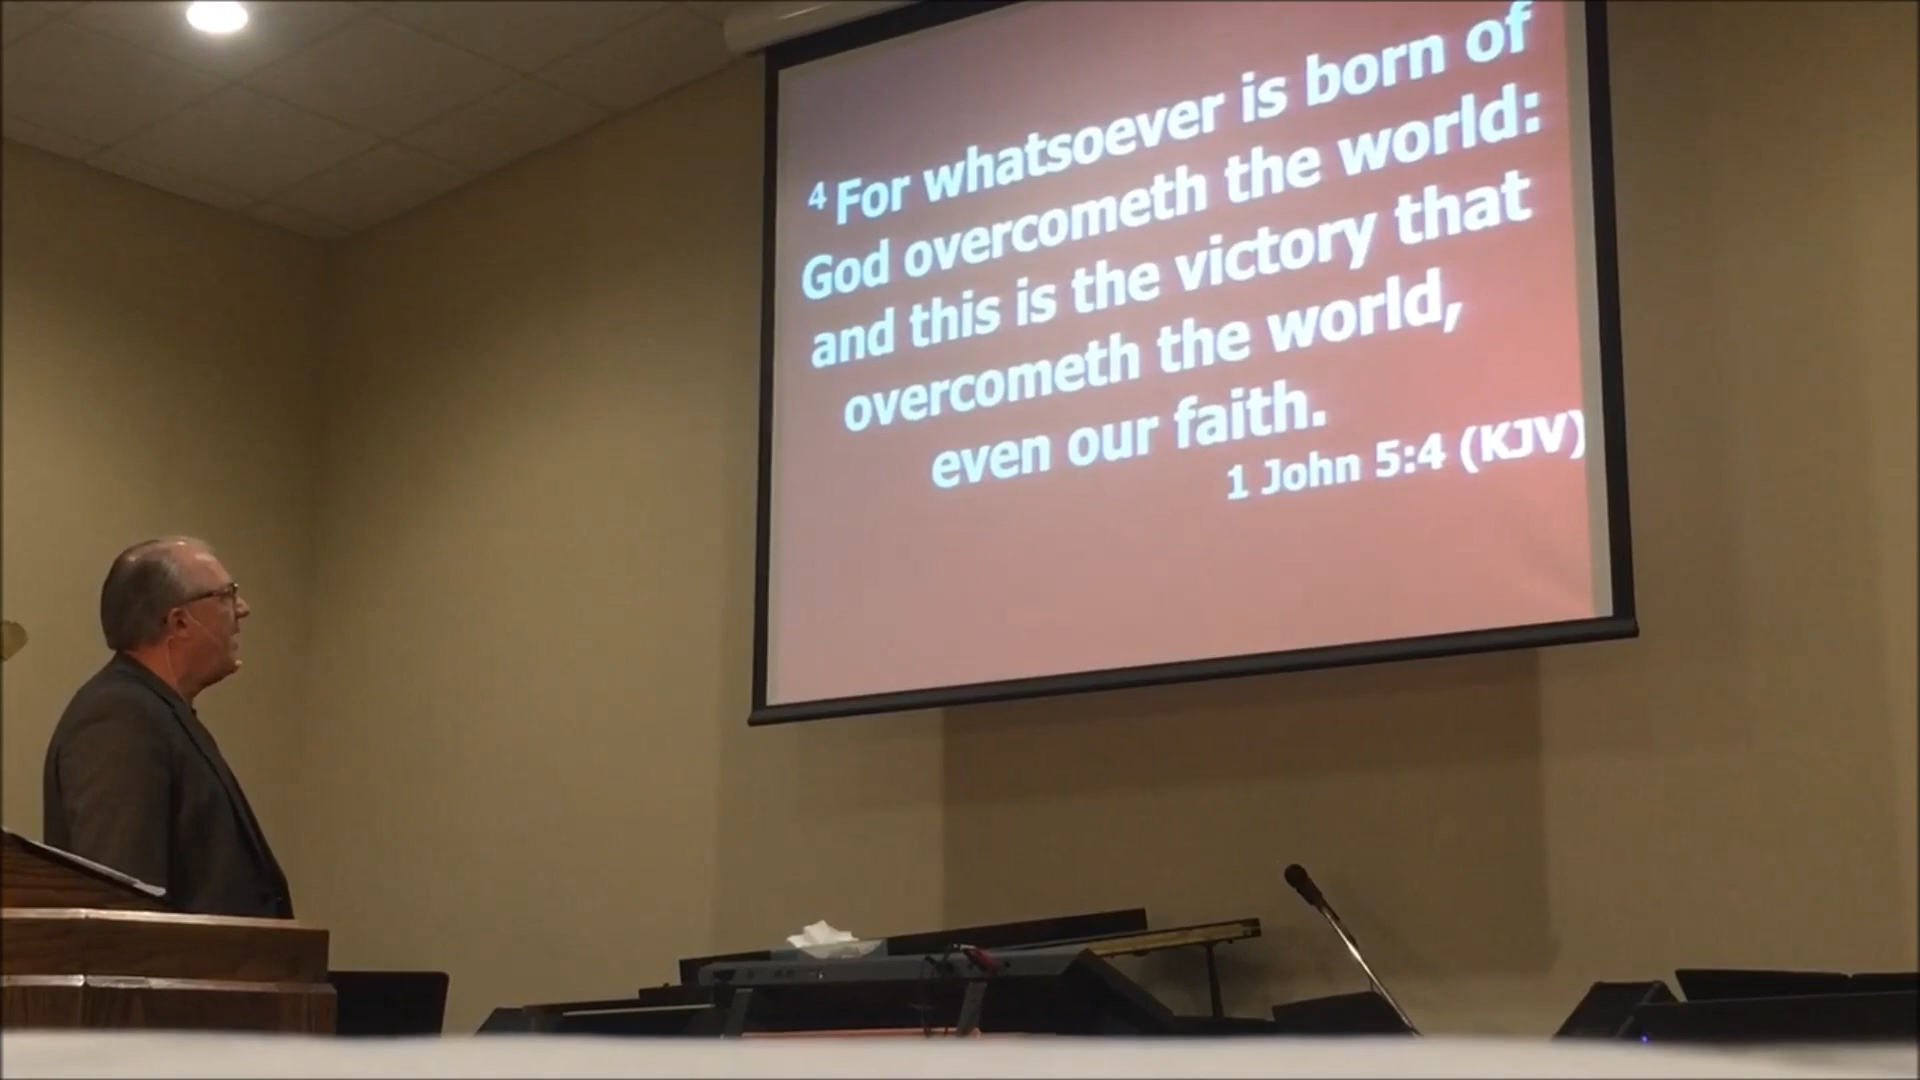 4 For whatsoever is born of
God overcometh the world:
and this is the victory that
overcometh the world,
even our faith.
1 John 5:4 (KJV)